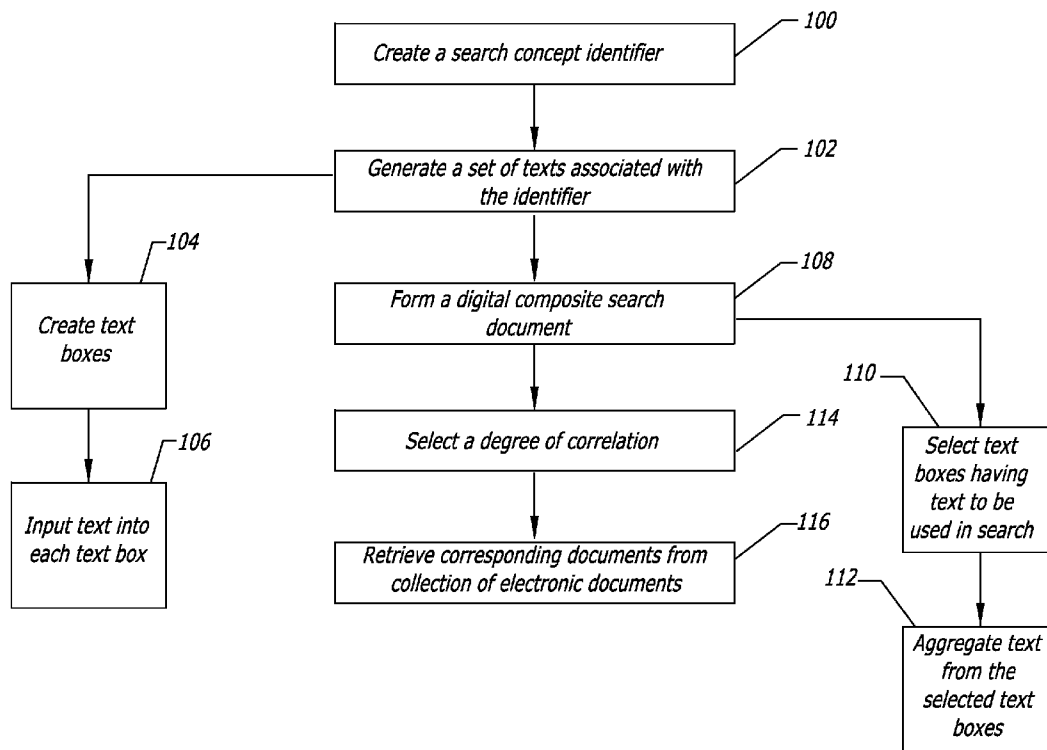 100
Create a search concept identifier
102
Generate a set of texts associated with
the identifier
104
Create text
boxes
106
Input text into
each text box
108
Form a digital composite search
document
110
Select text
boxes having
text to be
used in search
112
Aggregate text
from the
selected text
boxes
114
Select a degree of correlation
116
Retrieve corresponding documents from
collection of electronic documents